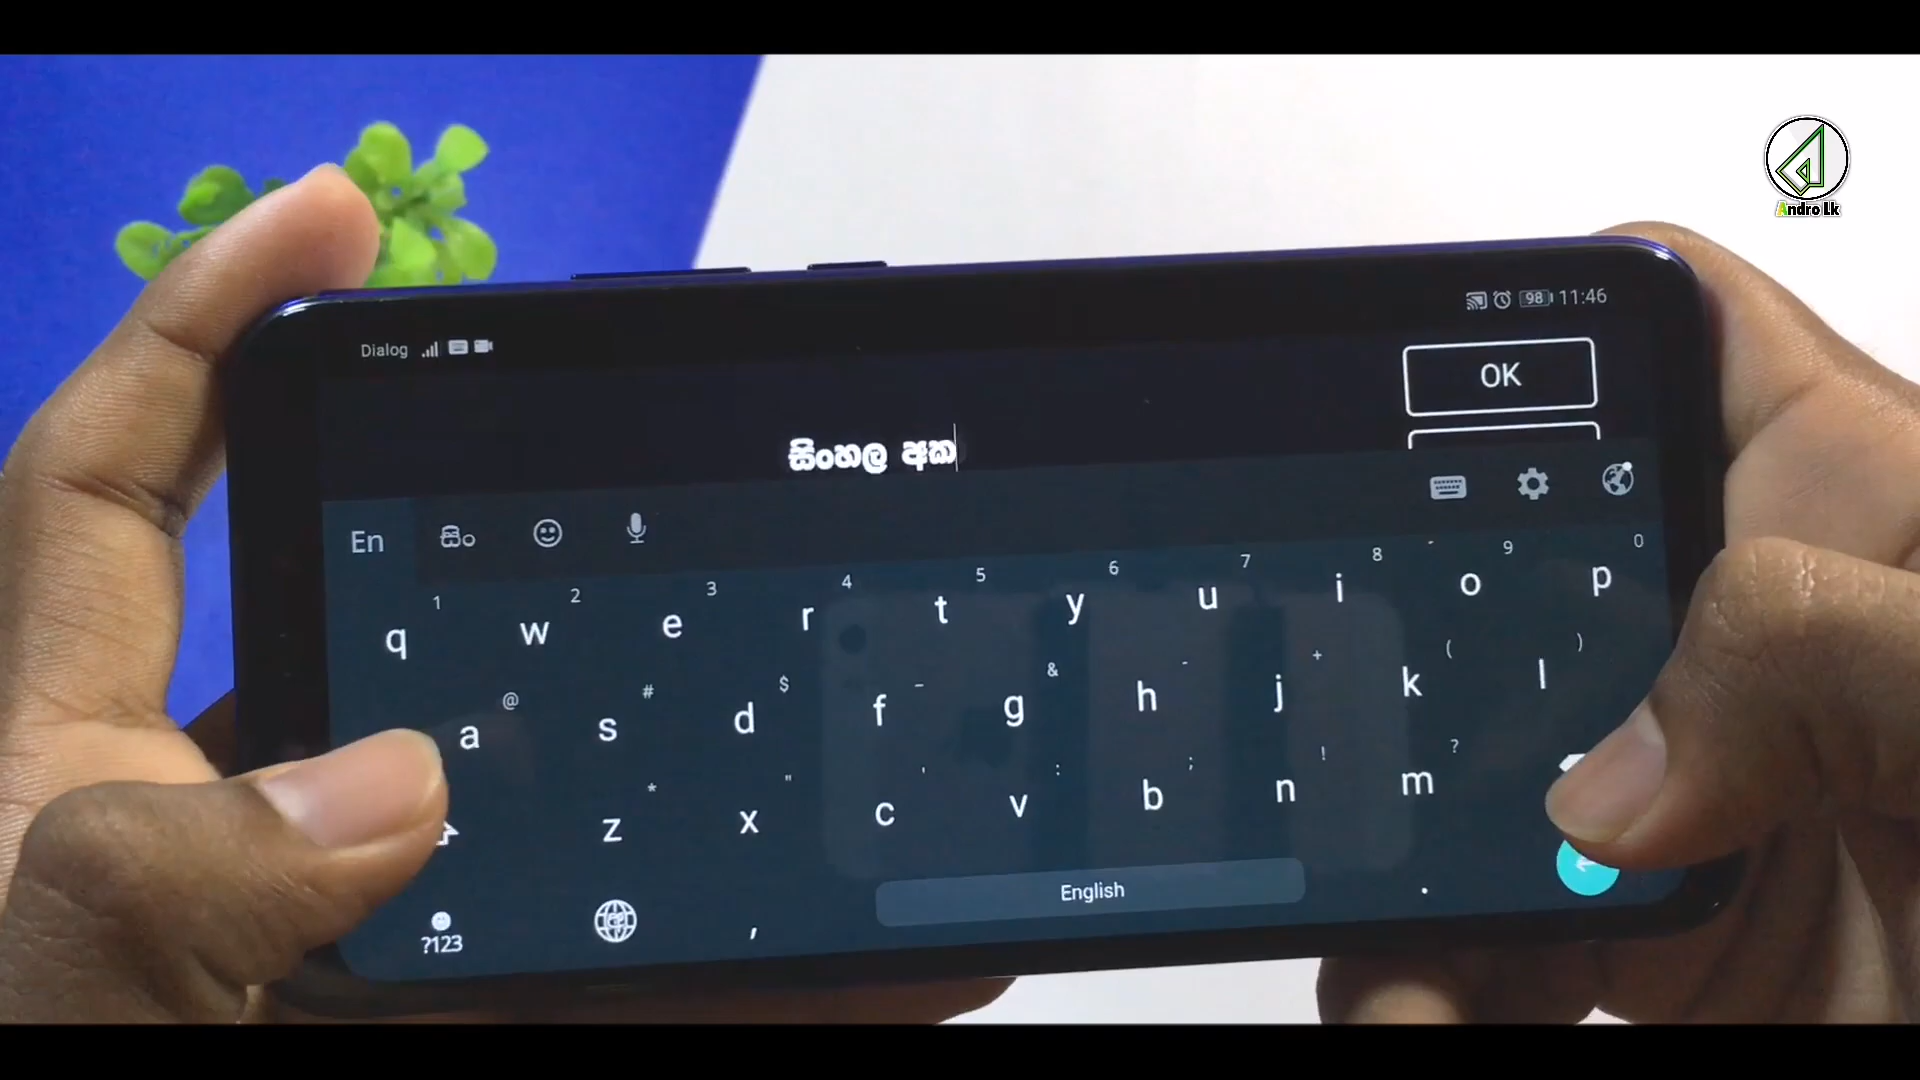 Andro Lk
Dialog
98 11:46
OK
සිංහල අක
En සිං
1 2 3 4 5 6 7 8 9 0
q w e r t y u i o p
@ # $ _ & - + ( )
a s d f g h j k l
* " ' : ; ! ?
z x c v b n m
?123 , English .